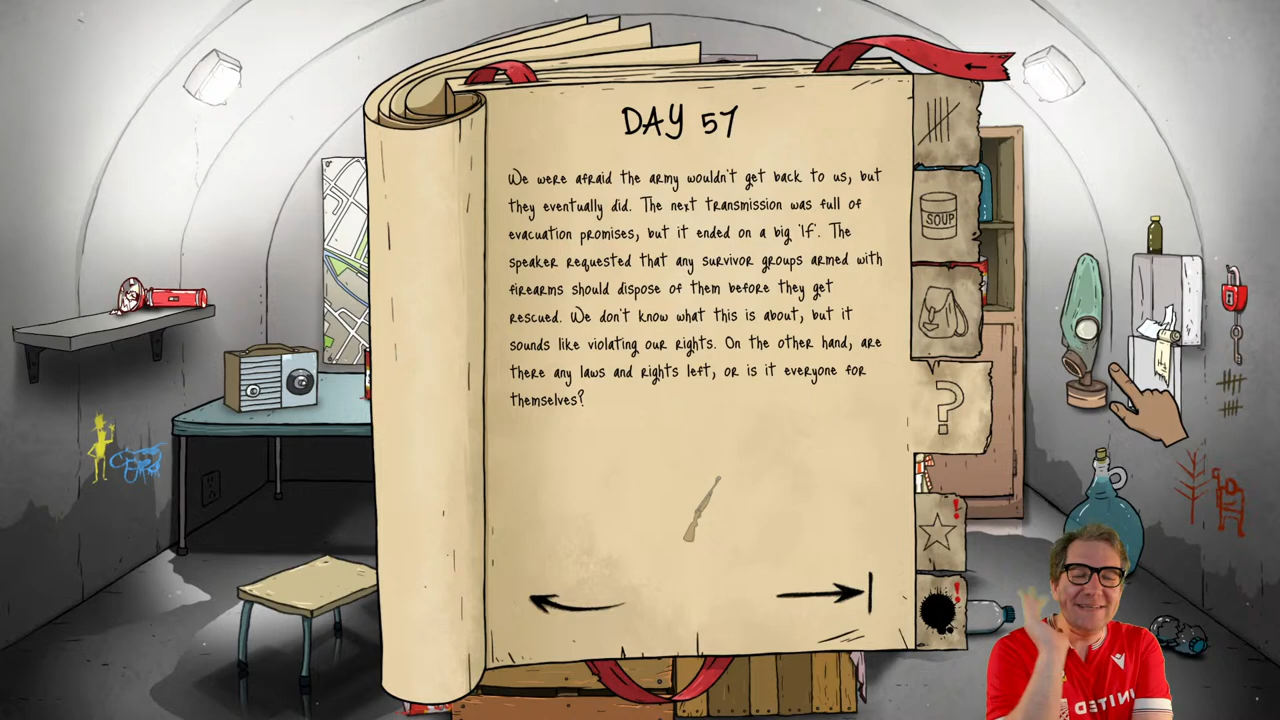 DAY 57
We were afraid the army wouldn't get back to us, but
they eventually did. The next transmission was full of
evacuation promises, but it ended on a big 'If'. The
speaker requested that any survivor groups armed with
firearms should dispose of them before they get
rescued. We don't know what this is about, but it
sounds like violating our rights. On the other hand, are
there any laws and rights left, or is it everyone for
themselves?
SOUP
?
!
!
UNITED